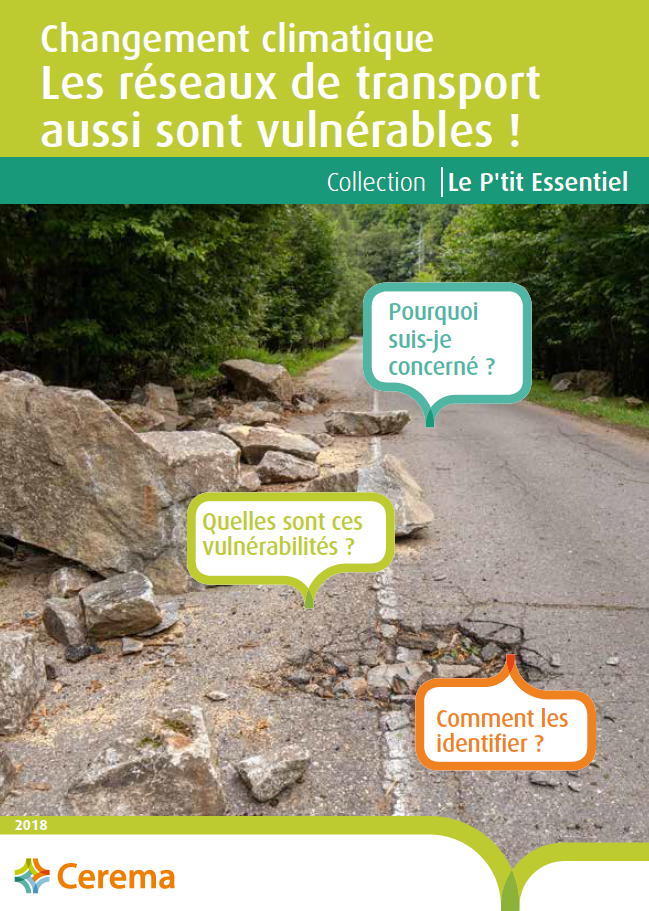 Changement climatique
Les réseaux de transport
aussi sont vulnérables !
Collection | Le P'tit Essentiel
Pourquoi
suis-je
concerné ?
Quelles sont ces
vulnérabilités ?
Comment les
identifier ?
2018
Cerema